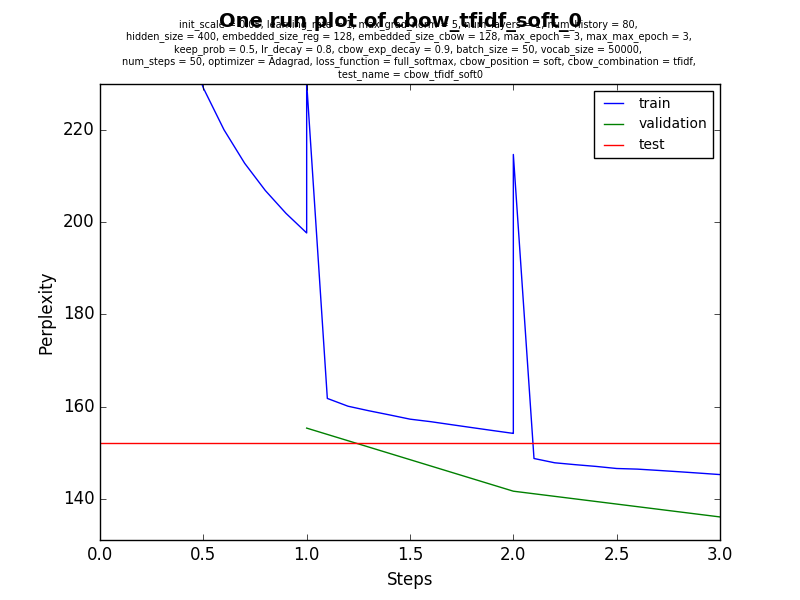 One run plot of cbow_tfidf_soft_0
init_scale = 0.05, learning_rate = 1, max_grad_norm = 5, num_layers = 1, num_history = 80,
hidden_size = 400, embedded_size_reg = 128, embedded_size_cbow = 128, max_epoch = 3, max_max_epoch = 3,
keep_prob = 0.5, lr_decay = 0.8, cbow_exp_decay = 0.9, batch_size = 50, vocab_size = 50000,
num_steps = 50, optimizer = Adagrad, loss_function = full_softmax, cbow_position = soft, cbow_combination = tfidf,
test_name = cbow_tfidf_soft0
train
validation
test
220
200
180
160
140
Perplexity
0.0 0.5 1.0 1.5 2.0 2.5 3.0
Steps